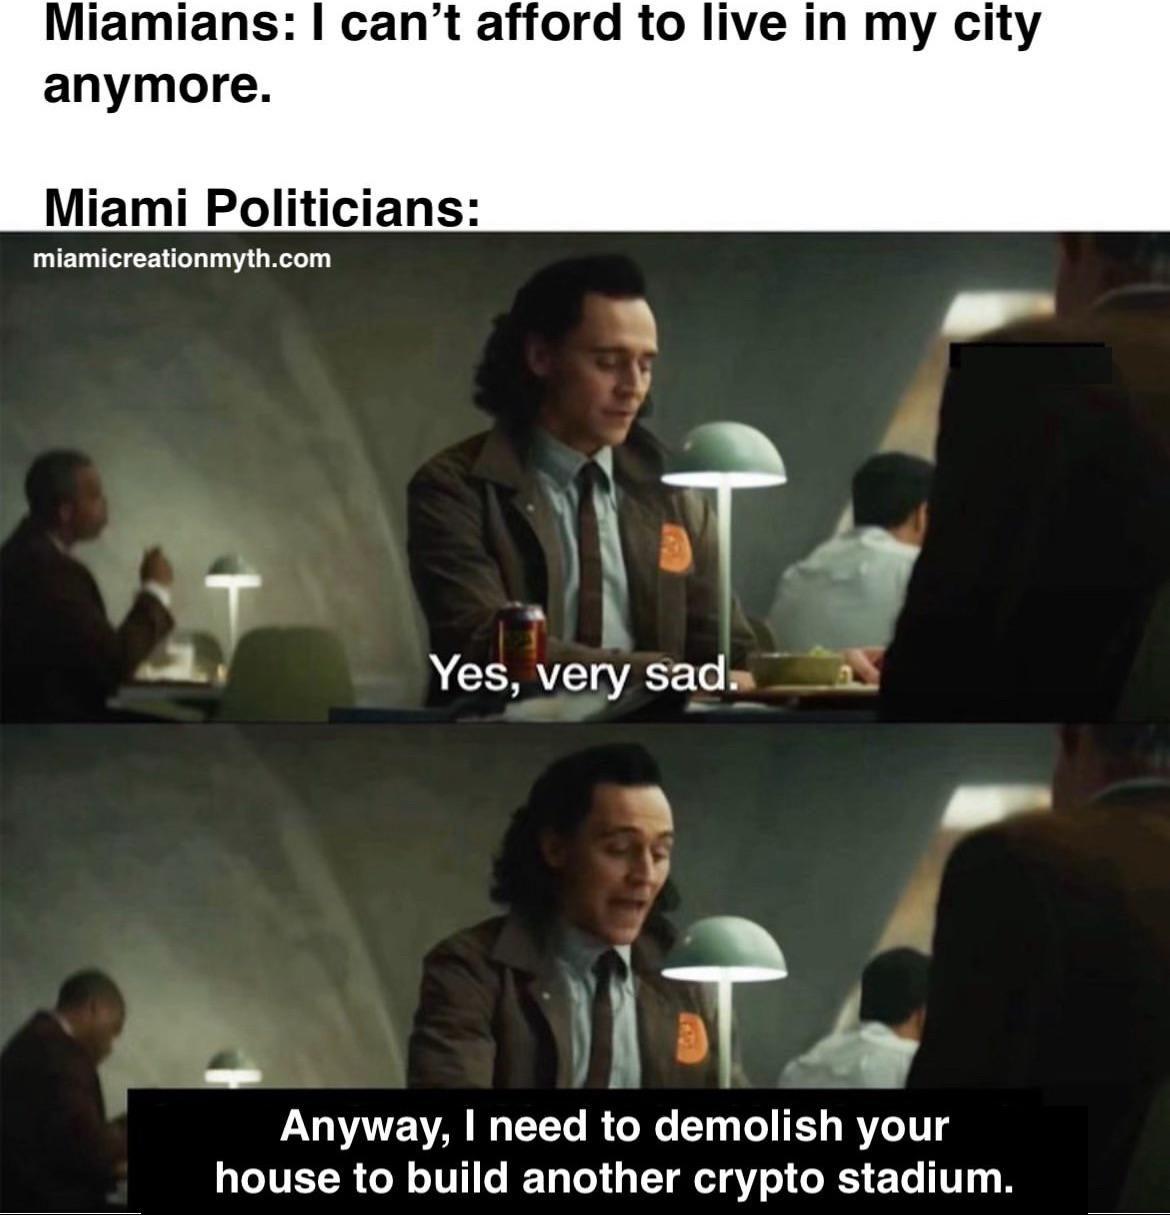 Miamians: I can’t afford to live in my city
anymore.
Miami Politicians:
miamicreationmyth.com
Yes, very sad.
Anyway, I need to demolish your
house to build another crypto stadium.